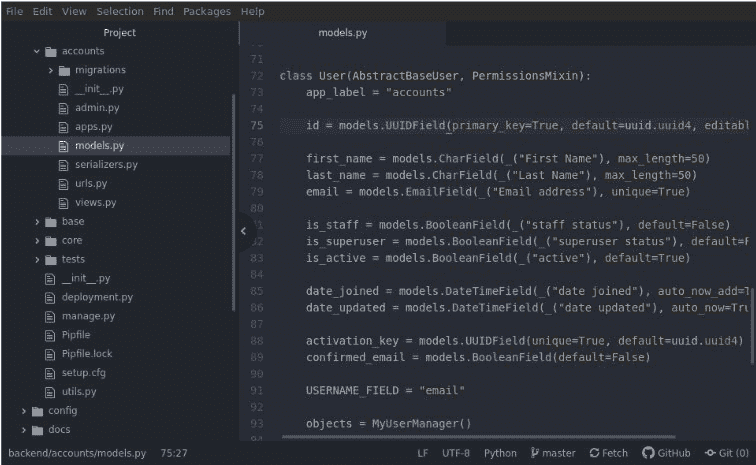 File Edit View Selection Find Packages Help
Project
accounts
migrations
__init__.py
admin.py
apps.py
models.py
serializers.py
urls.py
views.py
base
core
tests
__init__.py
deployment.py
manage.py
Pipfile
Pipfile.lock
setup.cfg
utils.py
config
docs
models.py
71
72 class User(AbstractBaseUser, PermissionsMixin):
73 app_label = "accounts"
74
75 id = models.UUIDField(primary_key=True, default=uuid.uuid4, editabl
76
77 first_name = models.CharField(_("First Name"), max_length=50)
78 last_name = models.CharField(_("Last Name"), max_length=50)
79 email = models.EmailField(_("Email address"), unique=True)
80
1 is_staff = models.BooleanField(_("staff status"), default=False)
2 is_superuser = models.BooleanField(_("superuser status"), default=F
83 is_active = models.BooleanField(_("active"), default=True)
84
85 date_joined = models.DateTimeField(_("date joined"), auto_now_add=T
86 date_updated = models.DateTimeField(_("date updated"), auto_now=Tru
87
88 activation_key = models.UUIDField(unique=True, default=uuid.uuid4)
89 confirmed_email = models.BooleanField(default=False)
90
91 USERNAME_FIELD = "email"
92
93 objects = MyUserManager()
backend/accounts/models.py 75:27 LF UTF-8 Python master Fetch GitHub Git (0)